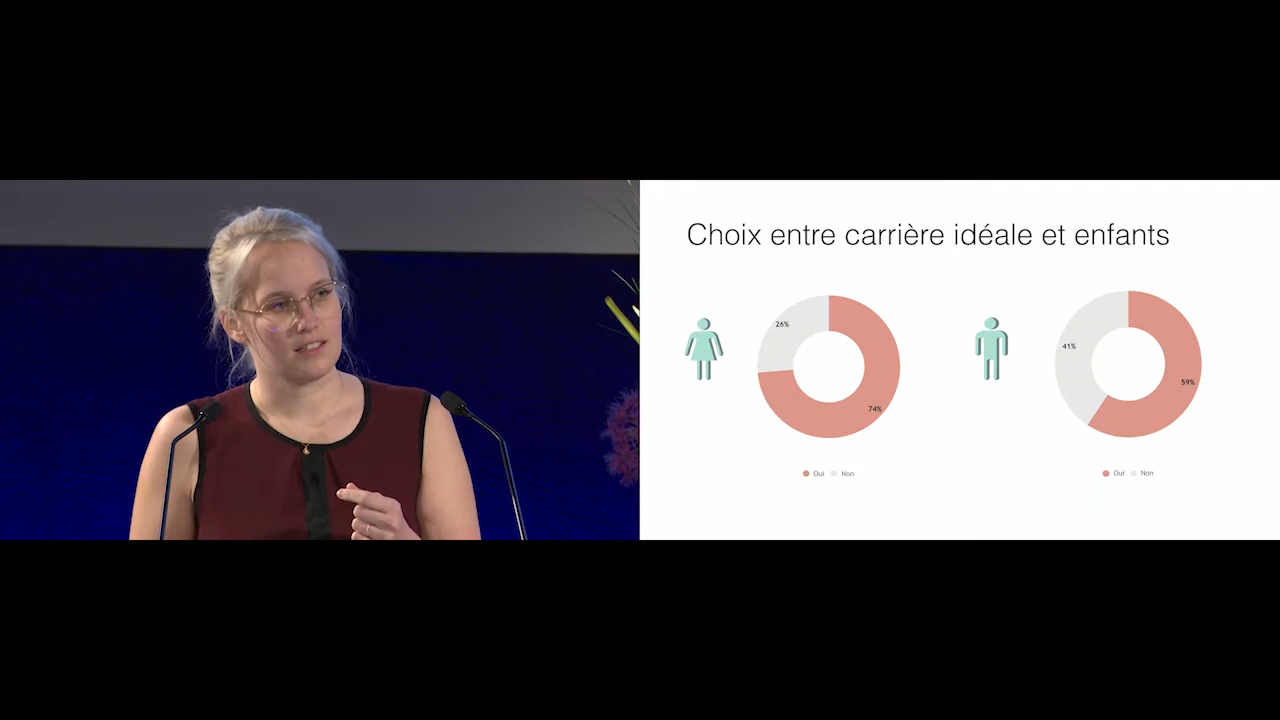 Choix entre carrière idéale et enfants
26%
74%
Oui Non
41%
59%
Oui Non